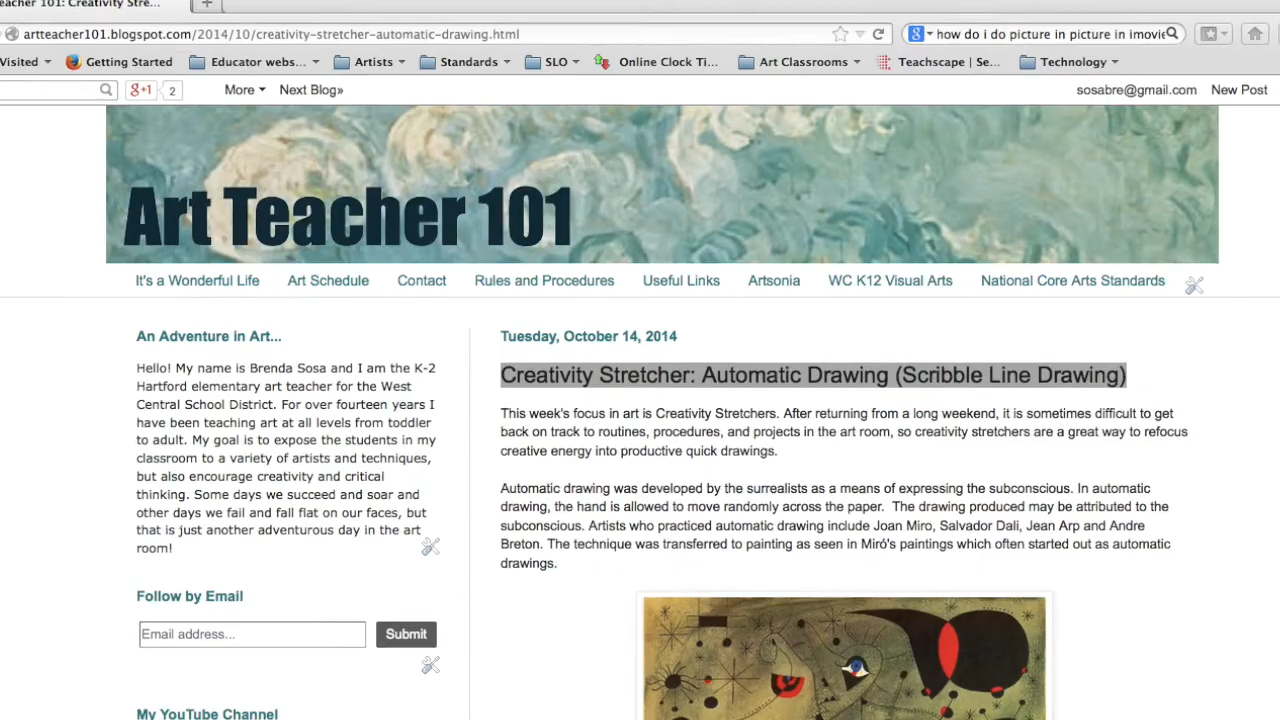 eacher 101: Creativity Stre... +
artteacher101.blogspot.com/2014/10/creativity-stretcher-automatic-drawing.html how do i do picture in picture in imovie
Visited Getting Started Educator webs... Artists Standards SLO Online Clock Ti... Art Classrooms Teachscape | Se... Technology
g+1 2 More Next Blog» sosabre@gmail.com New Post
Art Teacher 101
It's a Wonderful Life Art Schedule Contact Rules and Procedures Useful Links Artsonia WC K12 Visual Arts National Core Arts Standards
An Adventure in Art...
Hello! My name is Brenda Sosa and I am the K-2
Hartford elementary art teacher for the West
Central School District. For over fourteen years I
have been teaching art at all levels from toddler
to adult. My goal is to expose the students in my
classroom to a variety of artists and techniques,
but also encourage creativity and critical
thinking. Some days we succeed and soar and
other days we fail and fall flat on our faces, but
that is just another adventurous day in the art
room!
Follow by Email
Email address... Submit
My YouTube Channel
Tuesday, October 14, 2014
Creativity Stretcher: Automatic Drawing (Scribble Line Drawing)
This week's focus in art is Creativity Stretchers. After returning from a long weekend, it is sometimes difficult to get
back on track to routines, procedures, and projects in the art room, so creativity stretchers are a great way to refocus
creative energy into productive quick drawings.
Automatic drawing was developed by the surrealists as a means of expressing the subconscious. In automatic
drawing, the hand is allowed to move randomly across the paper. The drawing produced may be attributed to the
subconscious. Artists who practiced automatic drawing include Joan Miro, Salvador Dali, Jean Arp and Andre
Breton. The technique was transferred to painting as seen in Miró's paintings which often started out as automatic
drawings.